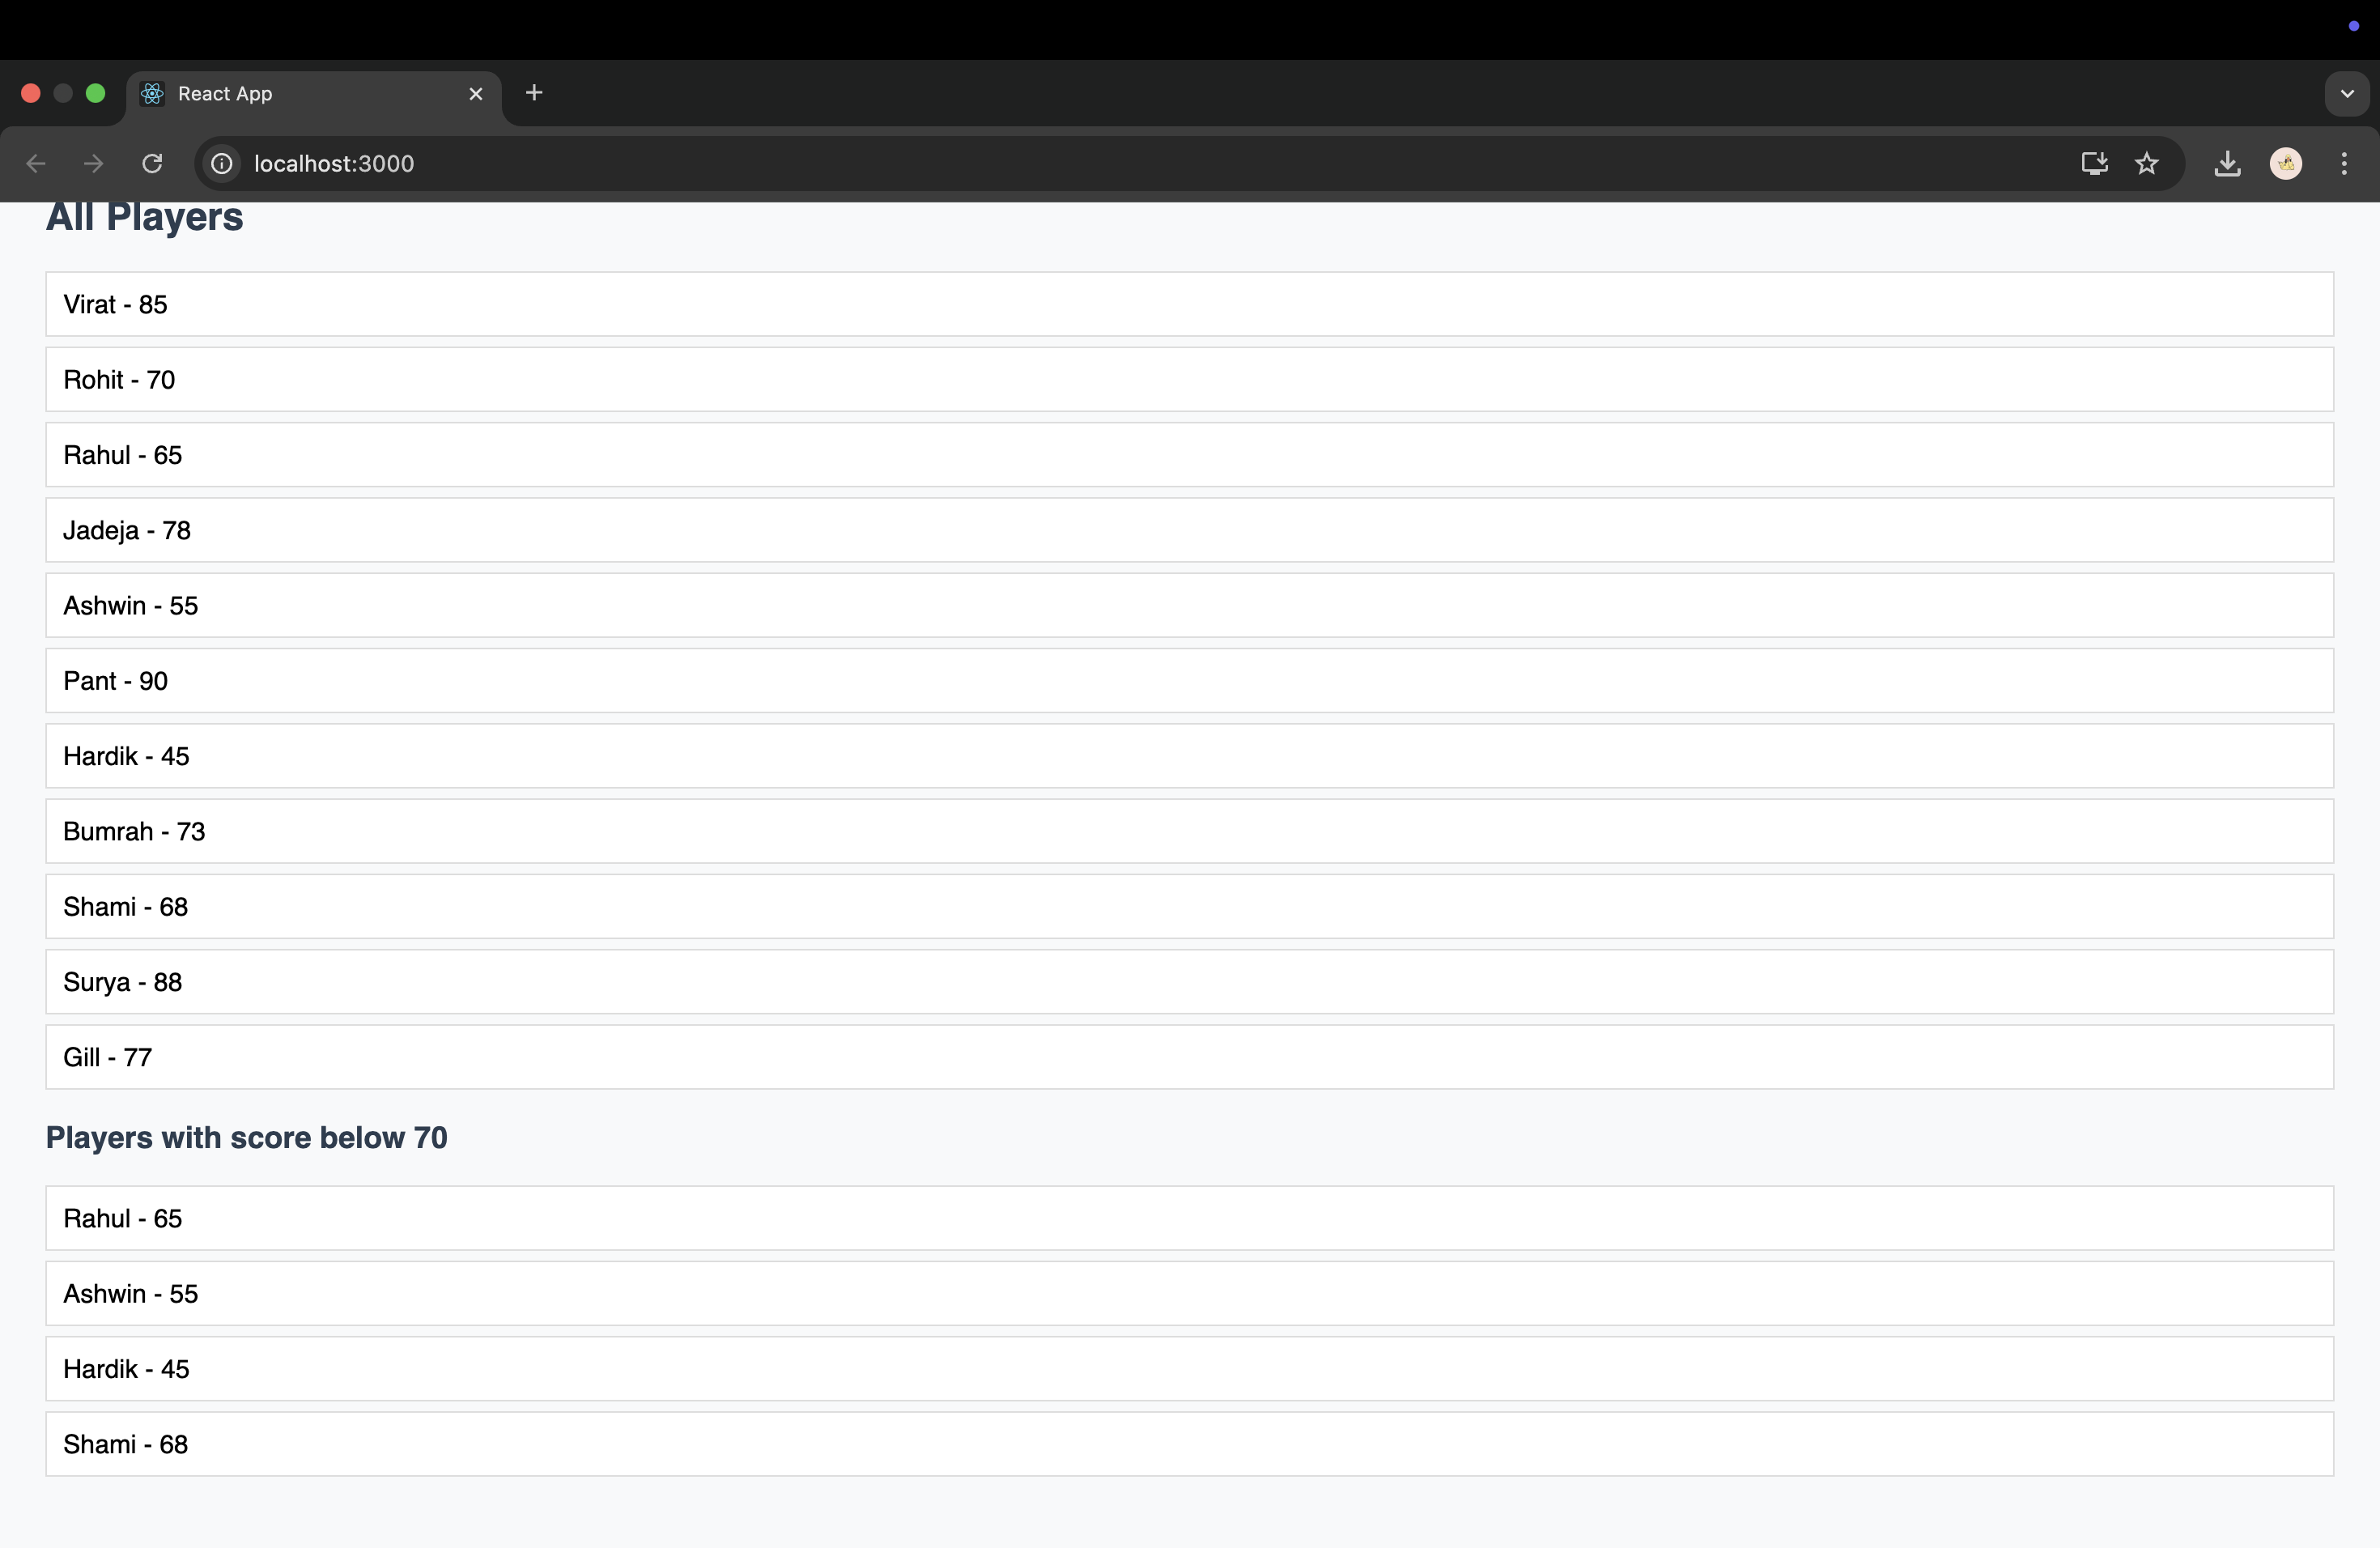 React App
localhost:3000
All Players
Virat - 85
Rohit - 70
Rahul - 65
Jadeja - 78
Ashwin - 55
Pant - 90
Hardik - 45
Bumrah - 73
Shami - 68
Surya - 88
Gill - 77
Players with score below 70
Rahul - 65
Ashwin - 55
Hardik - 45
Shami - 68